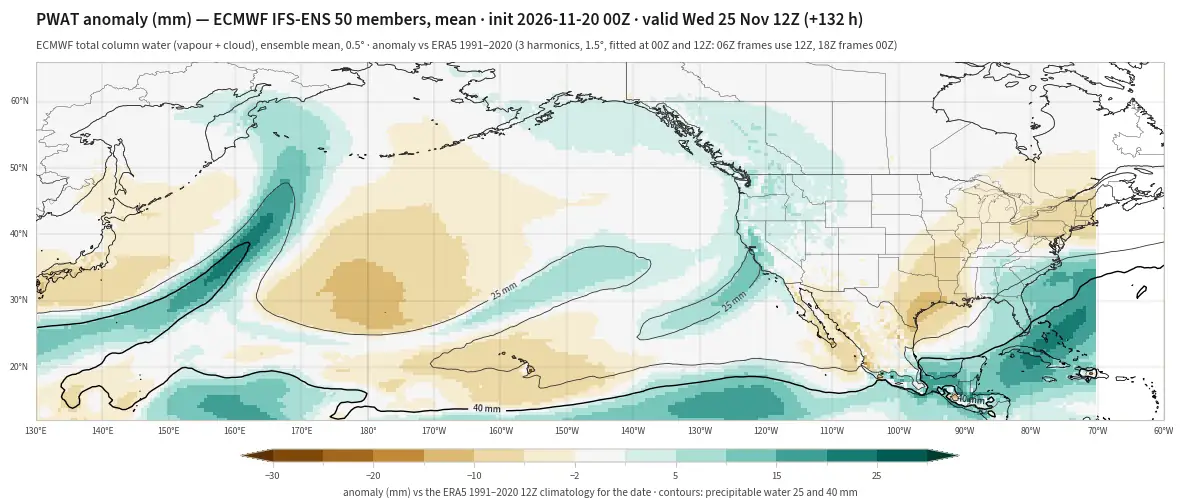 PWAT anomaly (mm) — ECMWF IFS-ENS 50 members, mean · init 2026-11-20 00Z · valid Wed 25 Nov 12Z (+132 h)
ECMWF total column water (vapour + cloud), ensemble mean, 0.5° · anomaly vs ERA5 1991–2020 (3 harmonics, 1.5°, fitted at 00Z and 12Z: 06Z frames use 12Z, 18Z frames 00Z)
60°N
50°N
40°N
30°N
20°N
25 mm
25 mm
40 mm
40 mm
130°E 140°E 150°E 160°E 170°E 180° 170°W 160°W 150°W 140°W 130°W 120°W 110°W 100°W 90°W 80°W 70°W 60°W
−30 −20 −10 −2 5 15 25
anomaly (mm) vs the ERA5 1991–2020 12Z climatology for the date · contours: precipitable water 25 and 40 mm